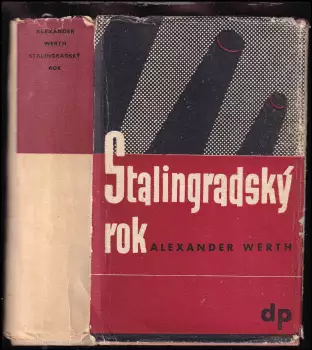 ALEXANDER
WERTH
STALINGRADSKÝ
ROK
Stalingradský
rok
ALEXANDER WERTH
dp